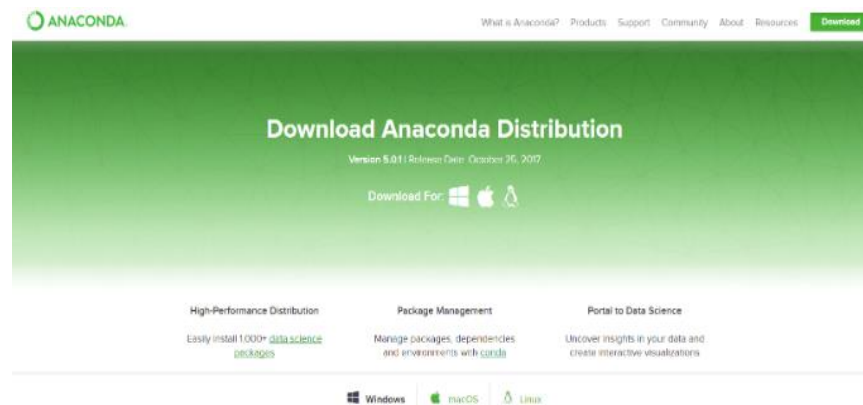 ANACONDA
What is Anaconda? Products Support Community About Resources Download
Download Anaconda Distribution
Version 5.0.1 | Release Date: October 25, 2017
Download For:
High-Performance Distribution
Easily install 1,000+ data science
packages
Package Management
Manage packages, dependencies
and environments with conda
Portal to Data Science
Uncover insights in your data and
create interactive visualizations
Windows macOS Linux